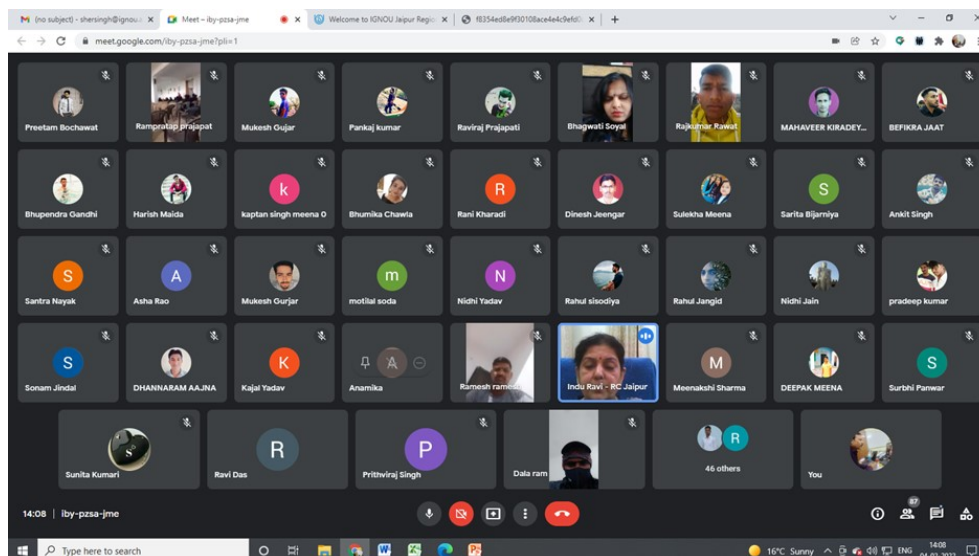 (no subject) - shersingh@ignou.
Meet – iby-pzsa-jme
Welcome to IGNOU Jaipur Regio
f8354ed8e9f30108ace4e4c9efd
meet.google.com/iby-pzsa-jme?pli=1
Preetam Bochawat
Rampratap prajapat
Mukesh Gujar
Pankaj kumar
Raviraj Prajapati
Bhagwati Soyal
Rajkumar Rawat
MAHAVEER KIRADEY...
BEFIKRA JAAT
Bhupendra Gandhi
Harish Maida
k
kaptan singh meena 0
Bhumika Chawla
R
Rani Kharadi
Dinesh Jeengar
Sulekha Meena
S
Sarita Bijarniya
Ankit Singh
S
Santra Nayak
A
Asha Rao
Mukesh Gurjar
m
motilal soda
N
Nidhi Yadav
Rahul sisodiya
Rahul Jangid
Nidhi Jain
pradeep kumar
S
Sonam Jindal
DHANNARAM AAJNA
K
Kajal Yadav
A
Anamika
Ramesh rames
Indu Ravi - RC Jaipur
M
Meenakshi Sharma
DEEPAK MEENA
S
Surbhi Panwar
S
Sunita Kumari
R
Ravi Das
P
Prithviraj Singh
Dala ram
R
46 others
You
14:08 | iby-pzsa-jme
87
Type here to search
16°C Sunny
ENG
14:08